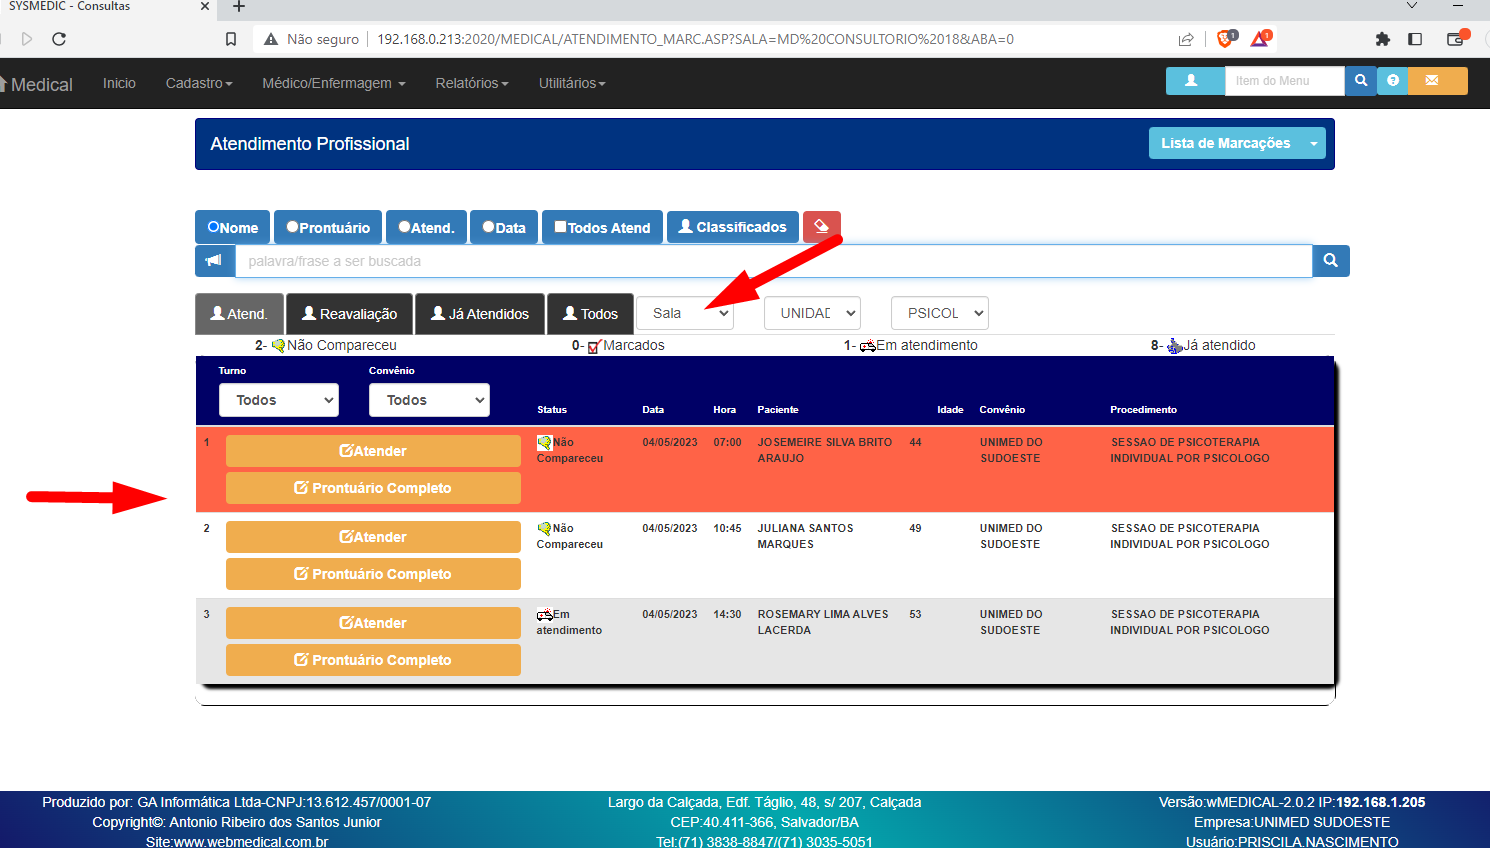 SYSMEDIC - Consultas
Não seguro 192.168.0.213:2020/MEDICAL/ATENDIMENTO_MARC.ASP?SALA=MD%20CONSULTORIO%2018&ABA=0 1 1
Medical Inicio Cadastro Médico/Enfermagem Relatórios Utilitários Item do Menu
Atendimento Profissional Lista de Marcações
Nome Prontuário Atend. Data Todos Atend Classificados
palavra/frase a ser buscada
Atend. Reavaliação Já Atendidos Todos Sala UNIDAD PSICOL
2- Não Compareceu 0- Marcados 1- Em atendimento 8- Já atendido
Turno Convênio
Todos Todos Status Data Hora Paciente Idade Convênio Procedimento
1 Atender Não 04/05/2023 07:00 JOSEMEIRE SILVA BRITO 44 UNIMED DO SESSAO DE PSICOTERAPIA
Compareceu ARAUJO SUDOESTE INDIVIDUAL POR PSICOLOGO
Prontuário Completo
2 Atender Não 04/05/2023 10:45 JULIANA SANTOS 49 UNIMED DO SESSAO DE PSICOTERAPIA
Compareceu MARQUES SUDOESTE INDIVIDUAL POR PSICOLOGO
Prontuário Completo
3 Atender Em 04/05/2023 14:30 ROSEMARY LIMA ALVES 53 UNIMED DO SESSAO DE PSICOTERAPIA
atendimento LACERDA SUDOESTE INDIVIDUAL POR PSICOLOGO
Prontuário Completo
Produzido por: GA Informática Ltda-CNPJ:13.612.457/0001-07 Largo da Calçada, Edf. Táglio, 48, s/ 207, Calçada Versão:wMEDICAL-2.0.2 IP:192.168.1.205
Copyright©: Antonio Ribeiro dos Santos Junior CEP:40.411-366, Salvador/BA Empresa:UNIMED SUDOESTE
Site:www.webmedical.com.br Tel:(71) 3838-8847/(71) 3035-5051 Usuário:PRISCILA.NASCIMENTO